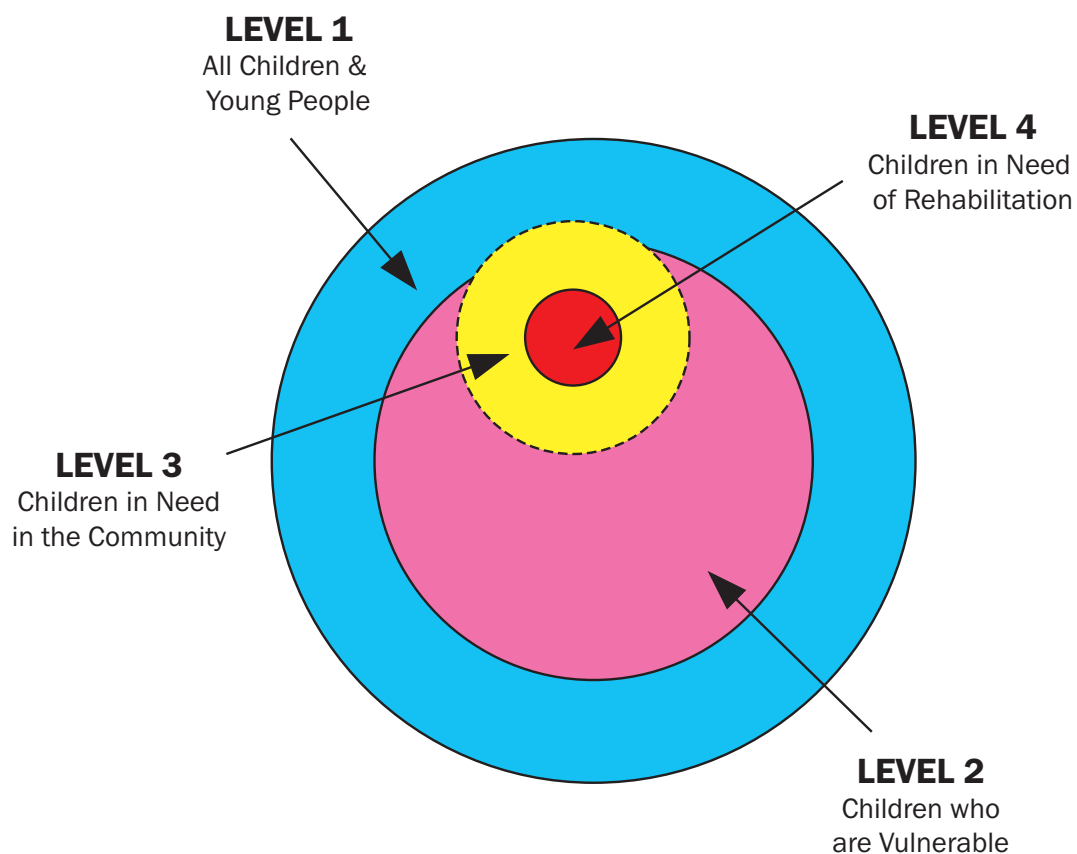 LEVEL 1
All Children &
Young People
LEVEL 4
Children in Need
of Rehabilitation
LEVEL 3
Children in Need
in the Community
LEVEL 2
Children who
are Vulnerable